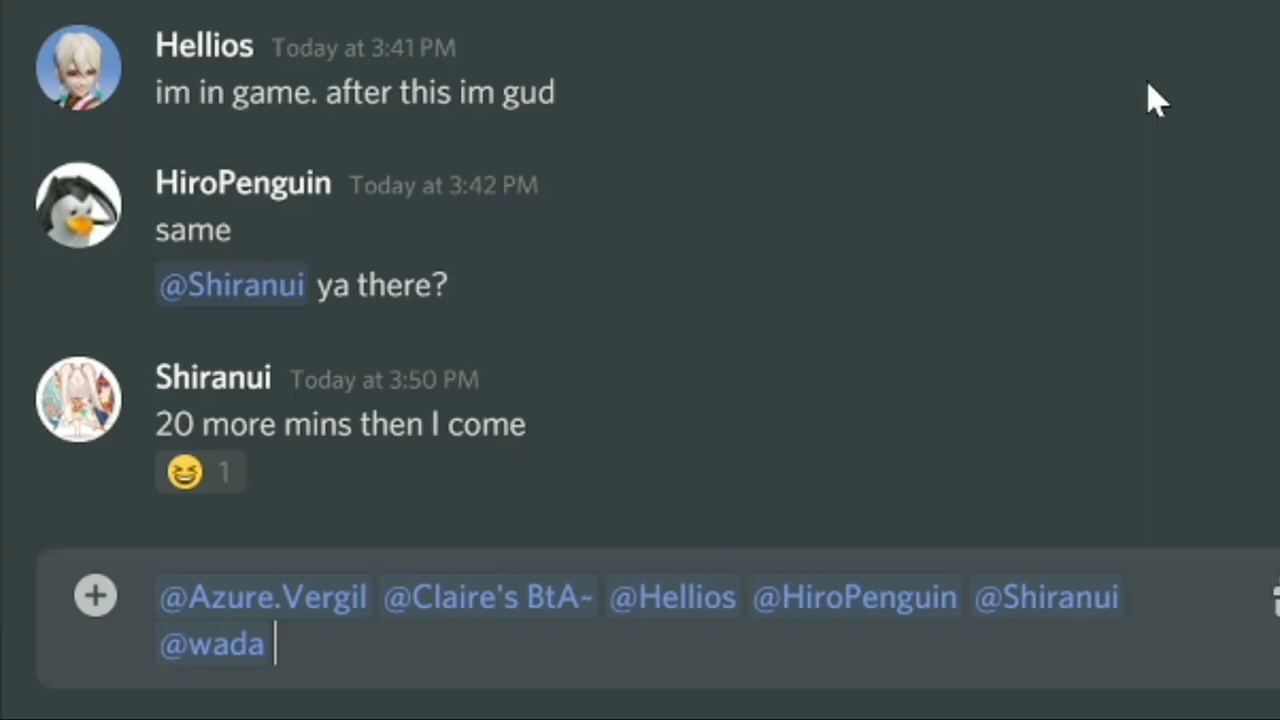 Hellios Today at 3:41 PM
im in game. after this im gud
HiroPenguin Today at 3:42 PM
same
@Shiranui ya there?
Shiranui Today at 3:50 PM
20 more mins then I come
1
@Azure.Vergil @Claire's BtA~ @Hellios @HiroPenguin @Shiranui
@wada